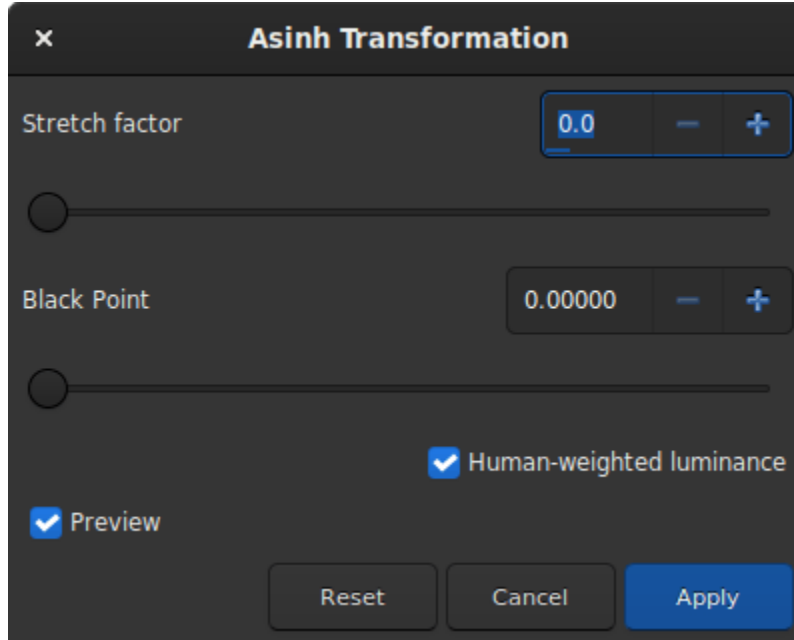 Asinh Transformation
Stretch factor 0.0
Black Point 0.00000
Human-weighted luminance
Preview
Reset Cancel Apply